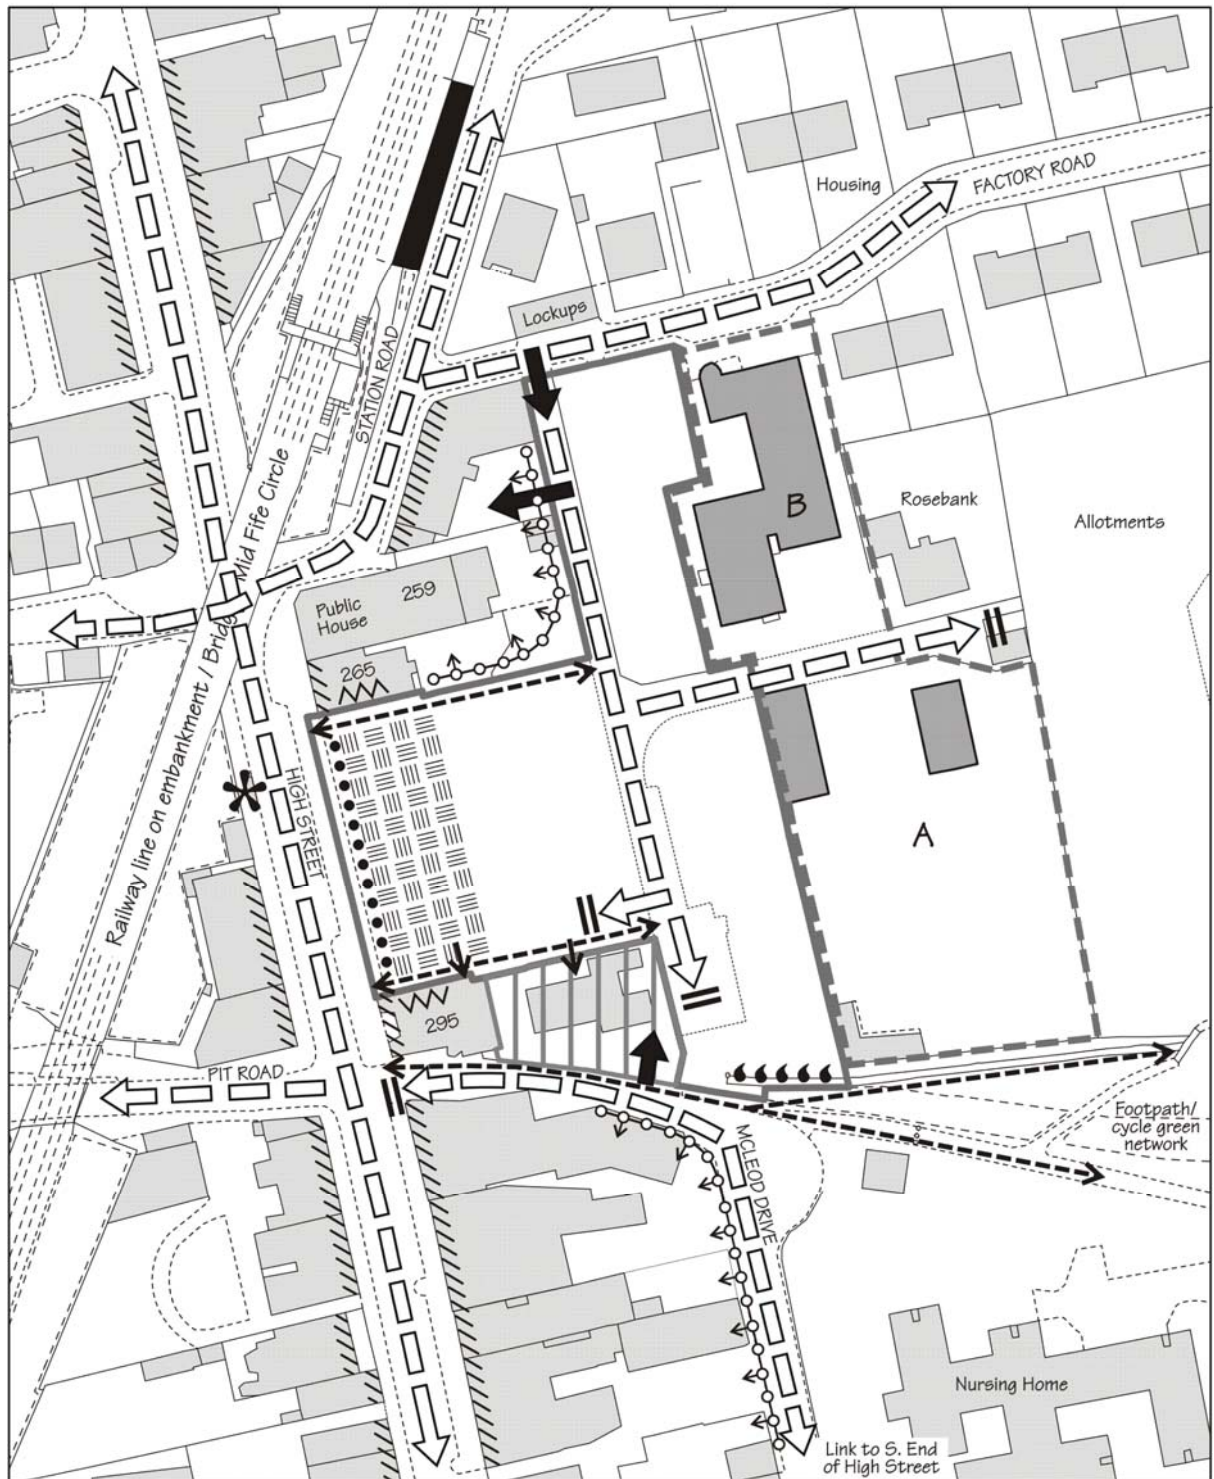 Housing
FACTORY ROAD
Lockups
STATION ROAD
B
Rosebank
Allotments
Railway line on embankment / Bridge Mid Fife Circle
Public
House
259
265
HIGH STREET
A
295
PIT ROAD
Footpath/
cycle green
network
MCLEOD DRIVE
Nursing Home
Link to S. End
of High Street